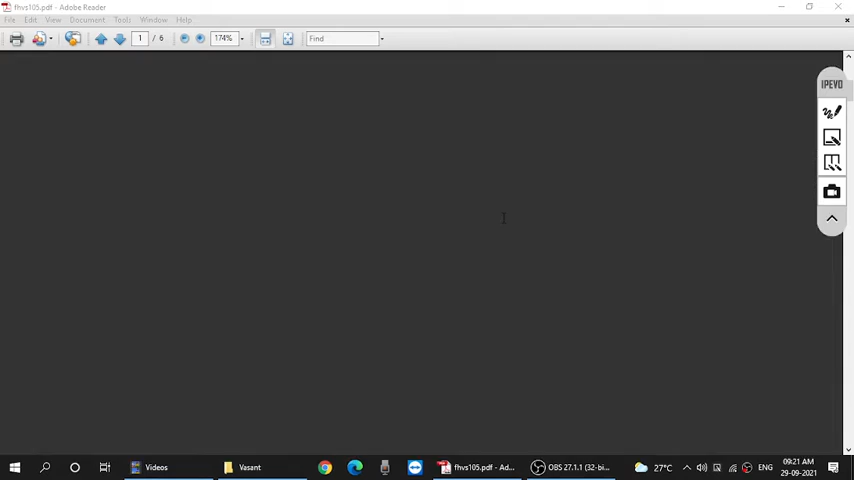 fhvs105.pdf - Adobe Reader
File Edit View Document Tools Window Help
1 / 6 174% Find
IPEVO
Videos Vasant fhvs105.pdf - Ado... OBS 27.1.1 (32-bi... 27°C ENG 09:21 AM
29-09-2021